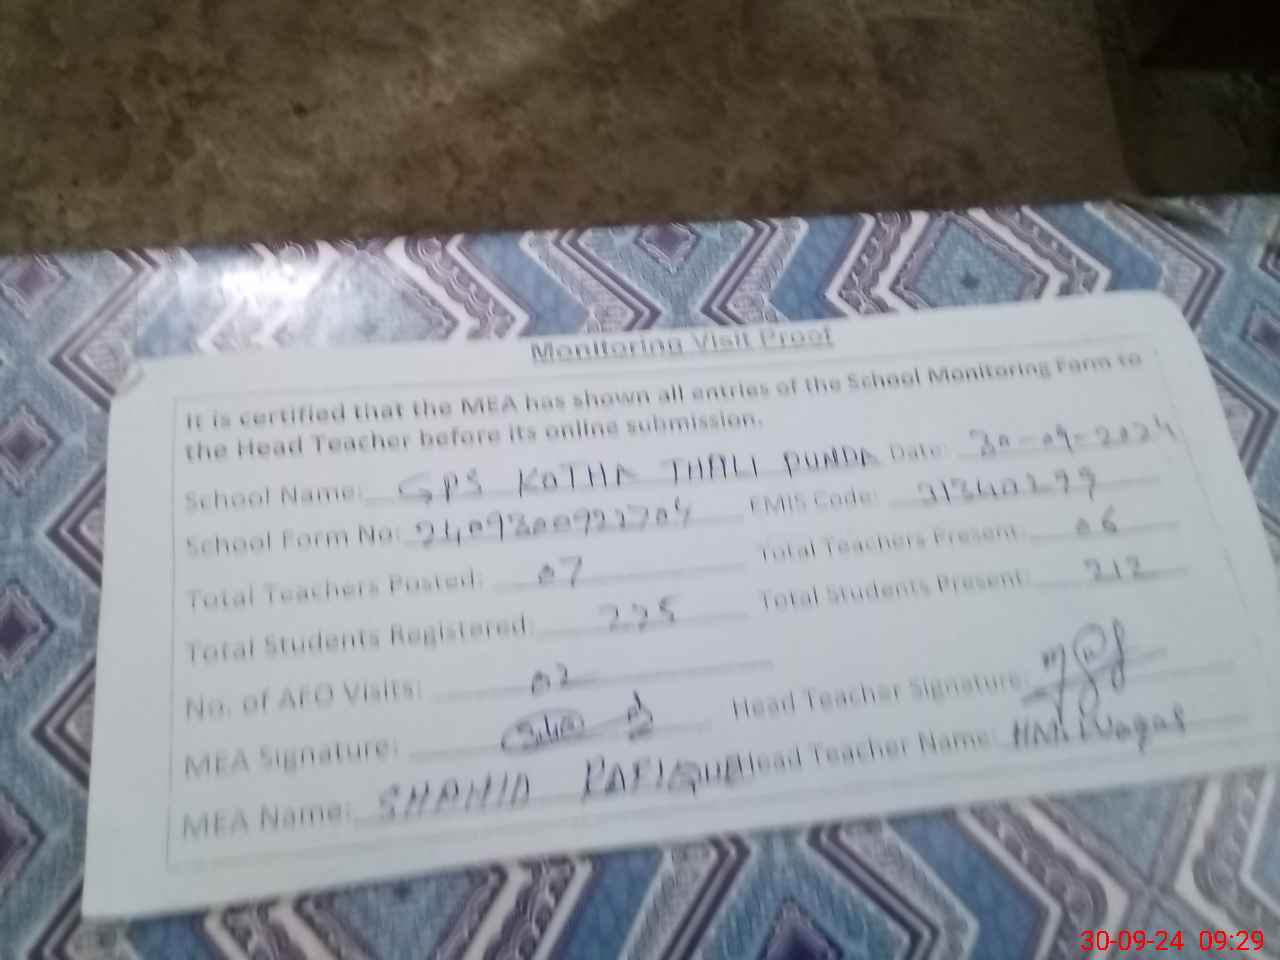 Monitoring Visit Proof
It is certified that the MEA has shown all entries of the School Monitoring Form to
the Head Teacher before its online submission.
School Name: GPS KOTHA THALI PUNDA Date: 30-09-2024
School Form No: EMIS Code: 31340299
Total Teachers Posted: 07 Total Teachers Present: 06
Total Students Registered: 225 Total Students Present: 212
No. of AEO Visits: 02
MEA Signature: Head Teacher Signature:
MEA Name: SHAHID RAFIQUE Head Teacher Name:
30-09-24 09:29